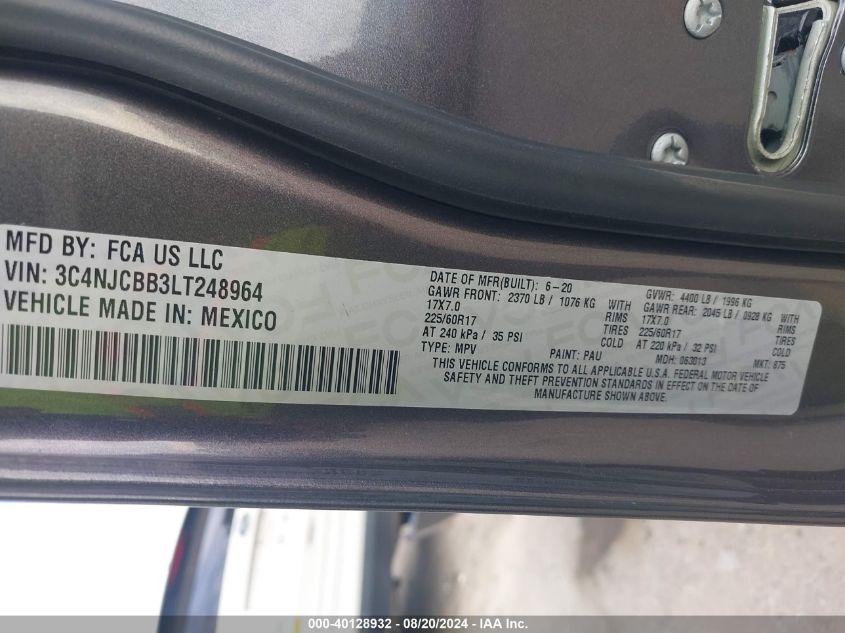 MFD BY: FCA US LLC
VIN: 3C4NJCBB3LT248964
VEHICLE MADE IN: MEXICO
DATE OF MFR(BUILT): 6-20
GVWR: 4400 LB / 1996 KG
GAWR FRONT: 2370 LB / 1076 KG WITH GAWR REAR: 2045 LB / 0928 KG WITH
17X7.0 RIMS 17X7.0 RIMS
225/60R17 TIRES 225/60R17 TIRES
AT 240 kPa / 35 PSI COLD AT 220 kPa / 32 PSI COLD
TYPE: MPV PAINT: PAU MDH: 063013 MKT: 875
THIS VEHICLE CONFORMS TO ALL APPLICABLE U.S.A. FEDERAL MOTOR VEHICLE
SAFETY AND THEFT PREVENTION STANDARDS IN EFFECT ON THE DATE OF
MANUFACTURE SHOWN ABOVE.
000-40128932 - 08/20/2024 - IAA Inc.